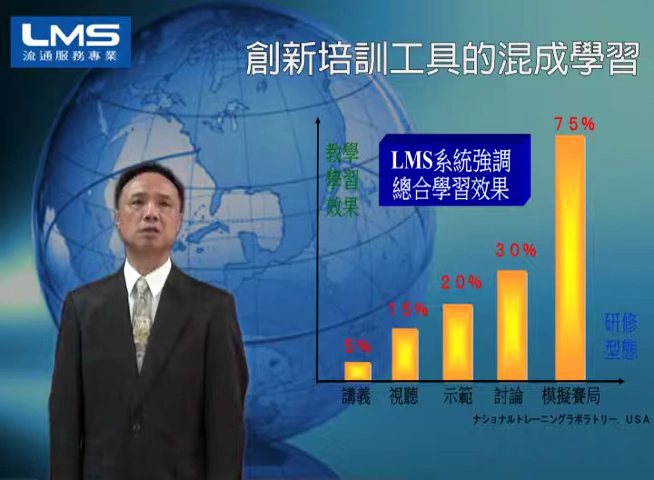 LMS
流通服務專業
創新培訓工具的混成學習
教學
學習
效果
LMS系統強調
總合學習效果
5%
15%
20%
30%
75%
研修
型態
講義 視聽 示範 討論 模擬賽局
ナショナルトレーニングラボラトリー．USA